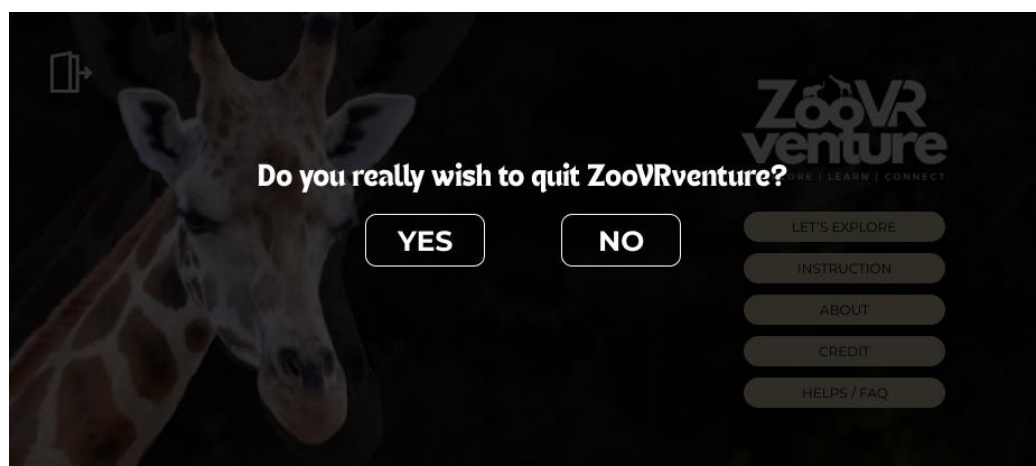 ZooVR
venture
Do you really wish to quit ZooVRventure?
ORE | LEARN | CONNECT.
YES
NO
LET'S EXPLORE
INSTRUCTION
ABOUT
CREDIT
HELPS / FAQ